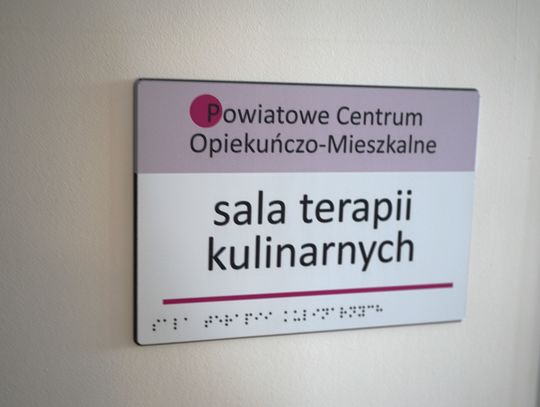 Powiatowe Centrum
Opiekuńczo-Mieszkalne
sala terapii
kulinarnych